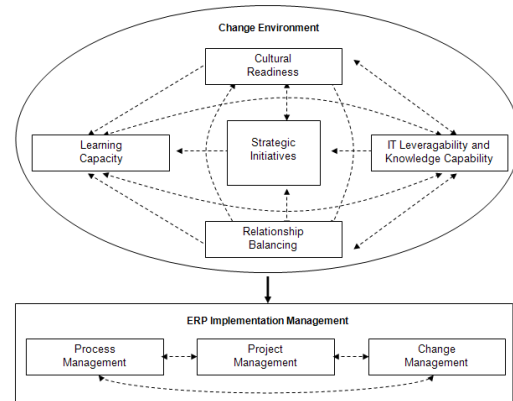 Change Environment
Cultural
Readiness
Learning
Capacity
Strategic
Initiatives
IT Leveragability and
Knowledge Capability
Relationship
Balancing
ERP Implementation Management
Process
Management
Project
Management
Change
Management